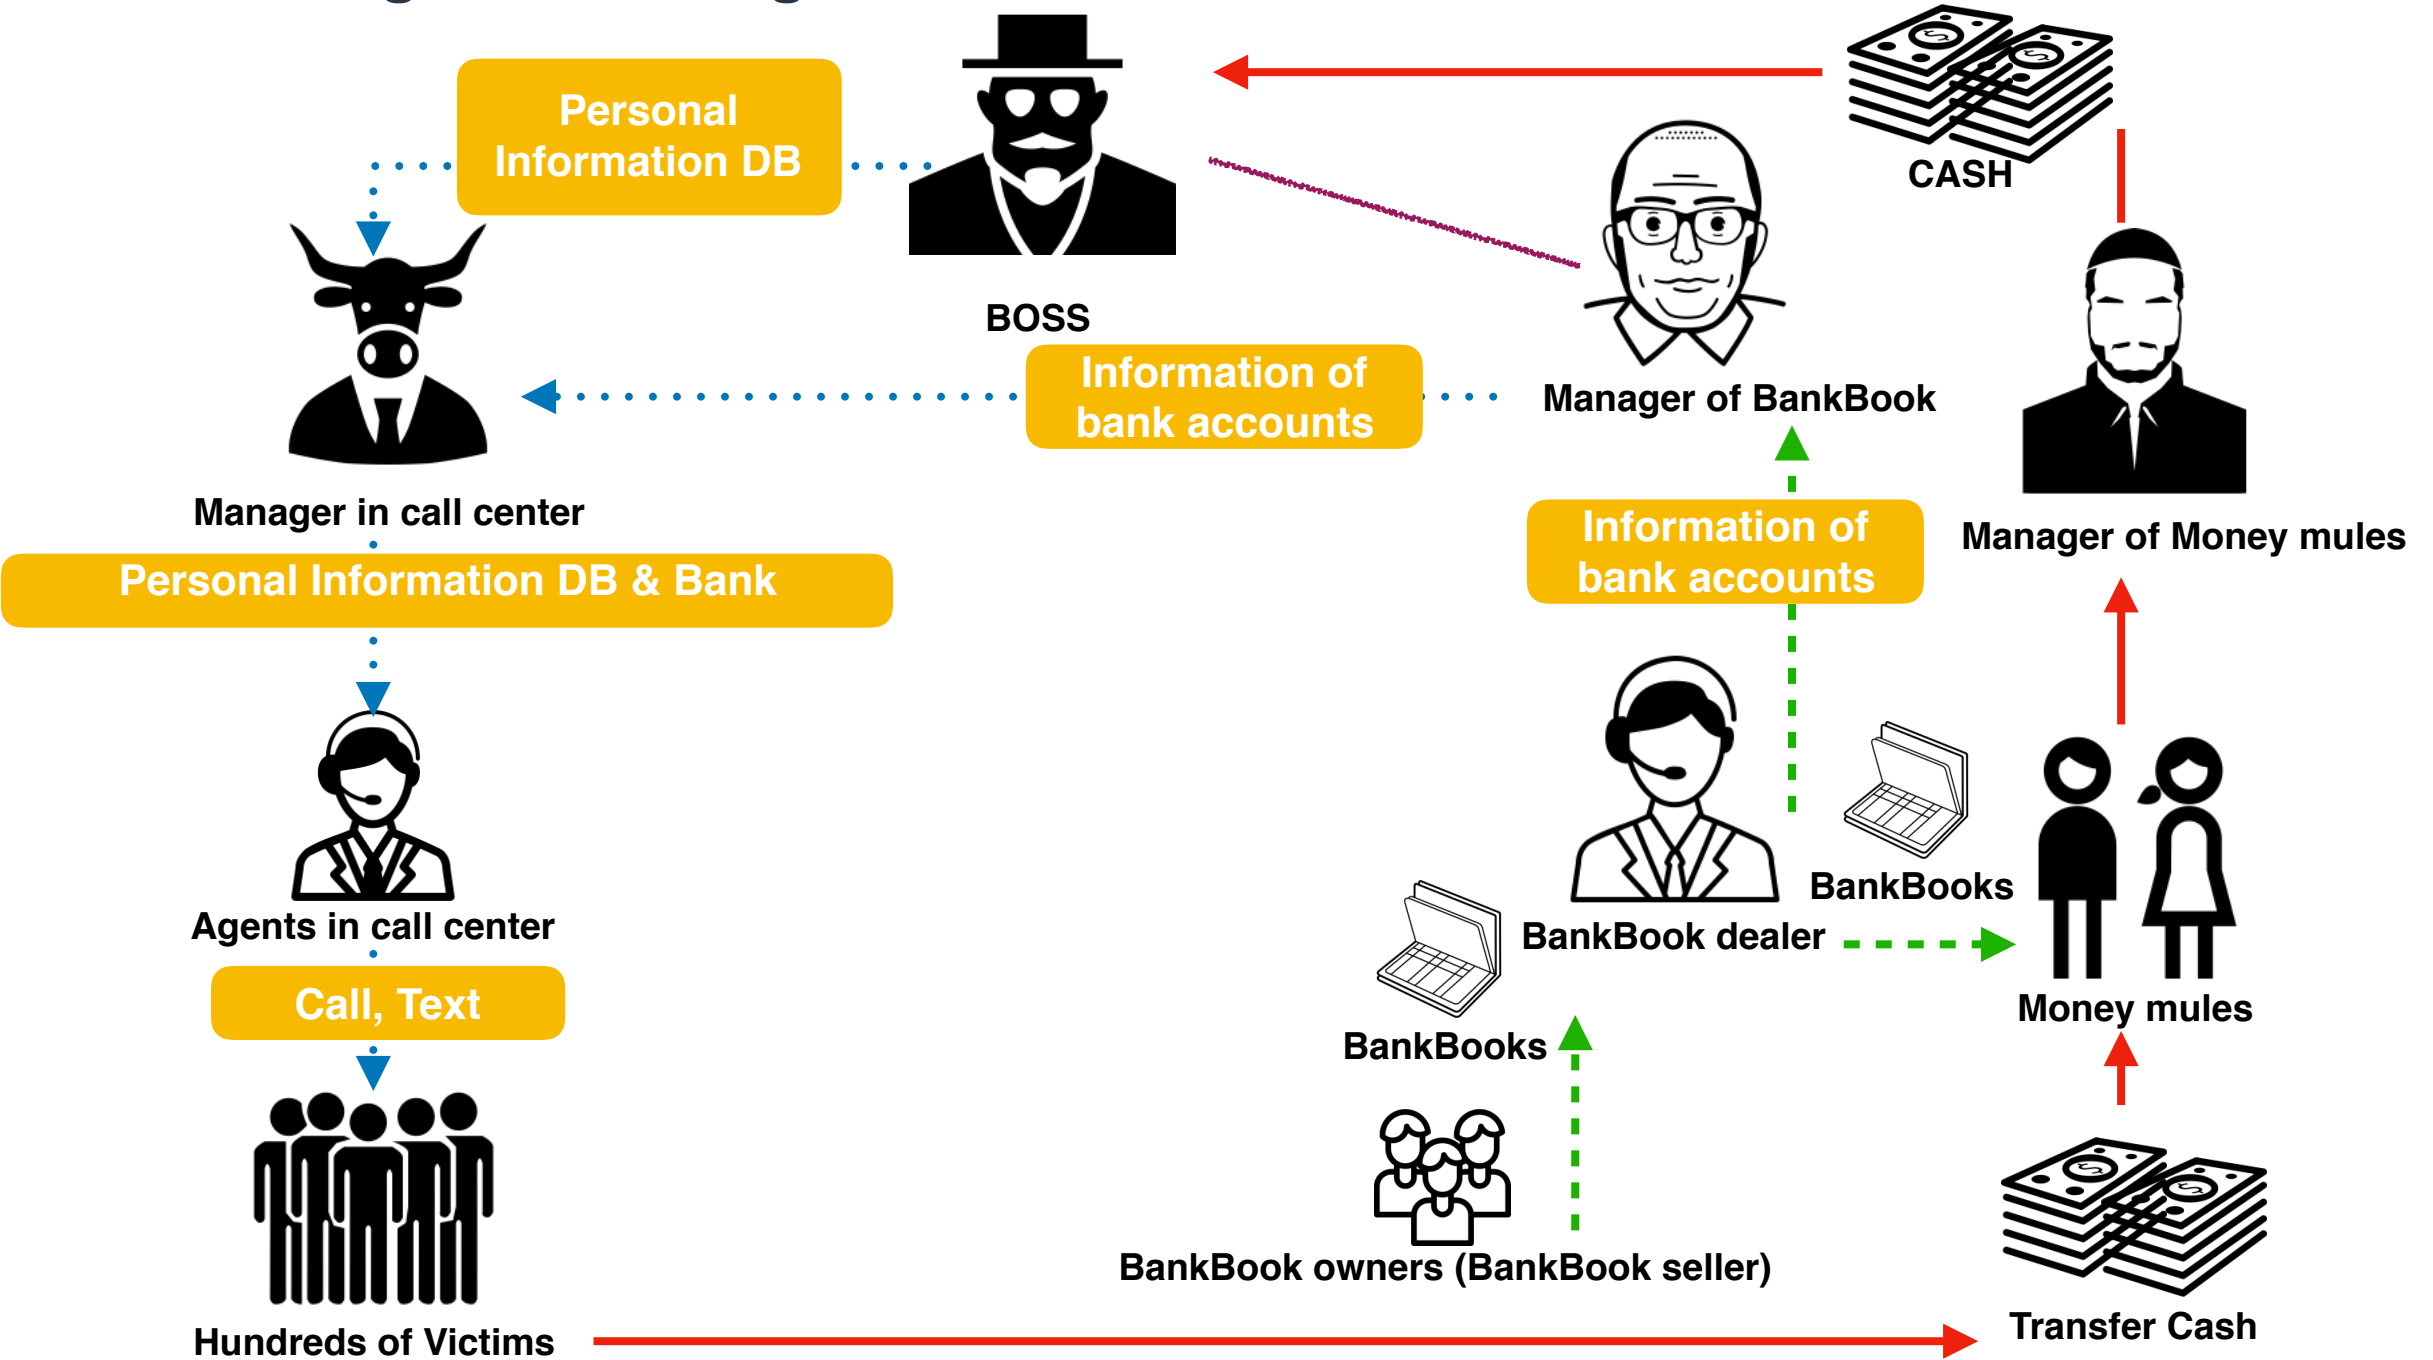 Personal
Information DB
CASH
BOSS
Information of
bank accounts
Manager of BankBook
Manager in call center
Information of
bank accounts
Manager of Money mules
Personal Information DB & Bank
BankBooks
Agents in call center
BankBook dealer
Call, Text
Money mules
BankBooks
BankBook owners (BankBook seller)
Transfer Cash
Hundreds of Victims